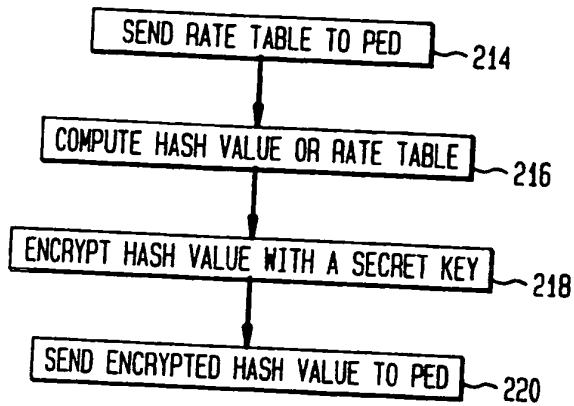 SEND RATE TABLE TO PED
214
COMPUTE HASH VALUE OR RATE TABLE
216
ENCRYPT HASH VALUE WITH A SECRET KEY
218
SEND ENCRYPTED HASH VALUE TO PED
220